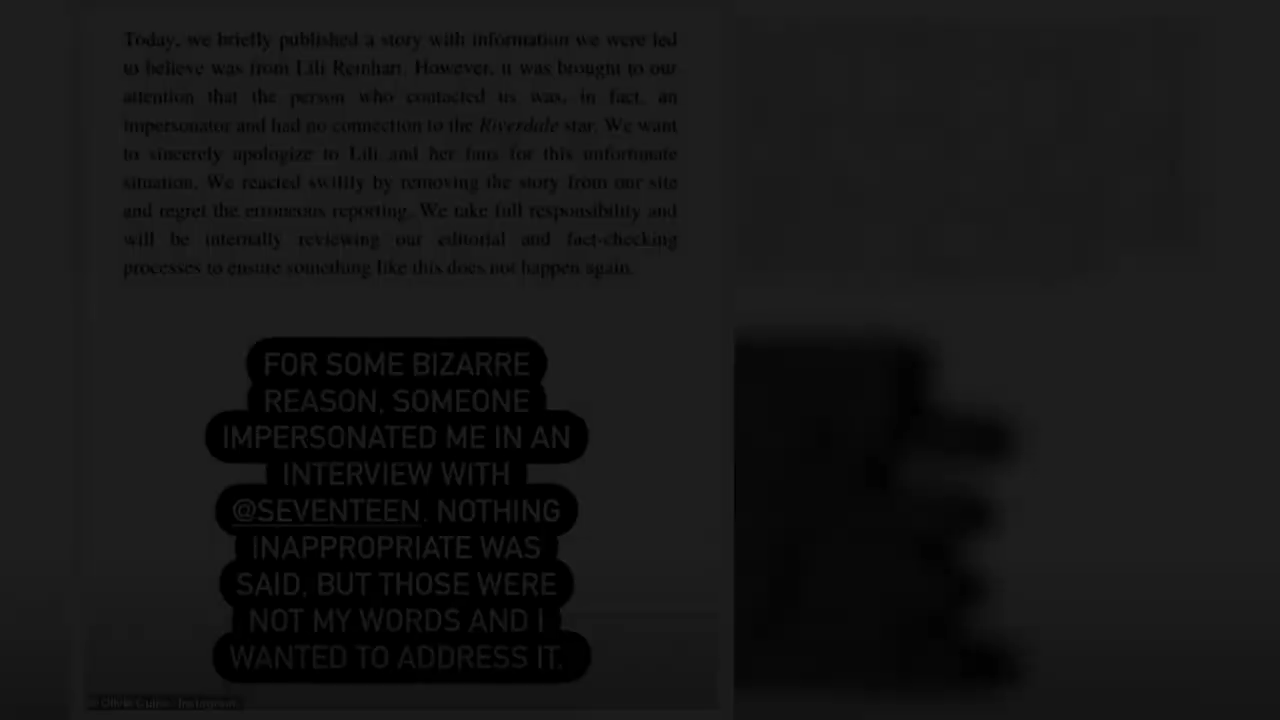 Today, we briefly published a story with information we were led
to believe was from Lili Reinhart. However, it was brought to our
attention that the person who contacted us was, in fact, an
impersonator and had no connection to the Riverdale star. We want
to sincerely apologize to Lili and her fans for this unfortunate
situation. We reacted swiftly by removing the story from our site
and regret the erroneous reporting. We take full responsibility and
will be internally reviewing our editorial and fact-checking
processes to ensure something like this does not happen again.
FOR SOME BIZARRE
REASON, SOMEONE
IMPERSONATED ME IN AN
INTERVIEW WITH
@SEVENTEEN. NOTHING
INAPPROPRIATE WAS
SAID, BUT THOSE WERE
NOT MY WORDS AND I
WANTED TO ADDRESS IT.
Instagram